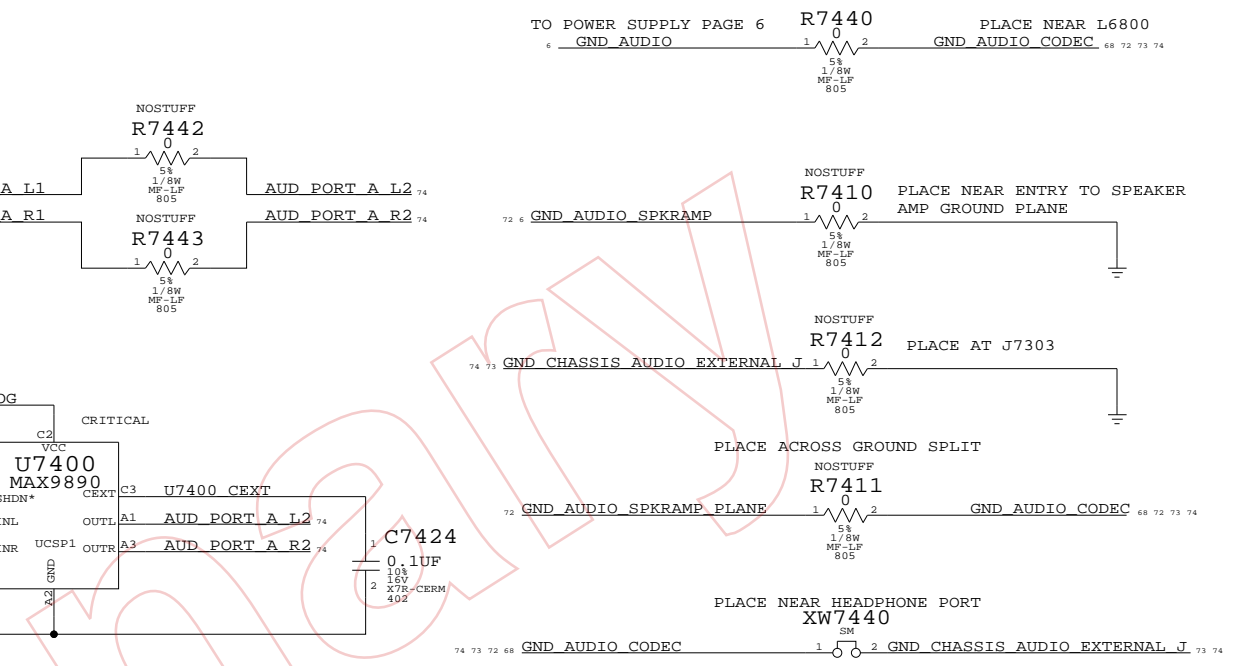 TO POWER SUPPLY PAGE 6
R7440
PLACE NEAR L6800
0
6 GND_AUDIO 1 2 GND_AUDIO_CODEC 68 72 73 74
5%
1/8W
MF-LF
805
NOSTUFF
R7442
0
1 2
5%
1/8W
MF-LF
805
A_L1 AUD_PORT_A_L2 74
A_R1 AUD_PORT_A_R2 74
NOSTUFF
R7443
0
1 2
5%
1/8W
MF-LF
805
NOSTUFF
R7410
PLACE NEAR ENTRY TO SPEAKER
AMP GROUND PLANE
0
72 6 GND_AUDIO_SPKRAMP 1 2
5%
1/8W
MF-LF
805
NOSTUFF
R7412
PLACE AT J7303
0
74 73 GND_CHASSIS_AUDIO_EXTERNAL_J 1 2
5%
1/8W
MF-LF
805
PLACE ACROSS GROUND SPLIT
NOSTUFF
R7411
0
72 GND_AUDIO_SPKRAMP_PLANE 1 2 GND_AUDIO_CODEC 68 72 73 74
5%
1/8W
MF-LF
805
PLACE NEAR HEADPHONE PORT
XW7440
SM
74 73 72 68 GND_AUDIO_CODEC 1 2 GND_CHASSIS_AUDIO_EXTERNAL_J 73 74
OG
CRITICAL
C2
VCC
U7400
MAX9890
SHDN* CEXT C3 U7400_CEXT
INL OUTL A1 AUD_PORT_A_L2 74
INR UCSP1 OUTR A3 AUD_PORT_A_R2 74
GND
A2
C7424
1
0.1UF
10%
16V
2 X7R-CERM
402
nary